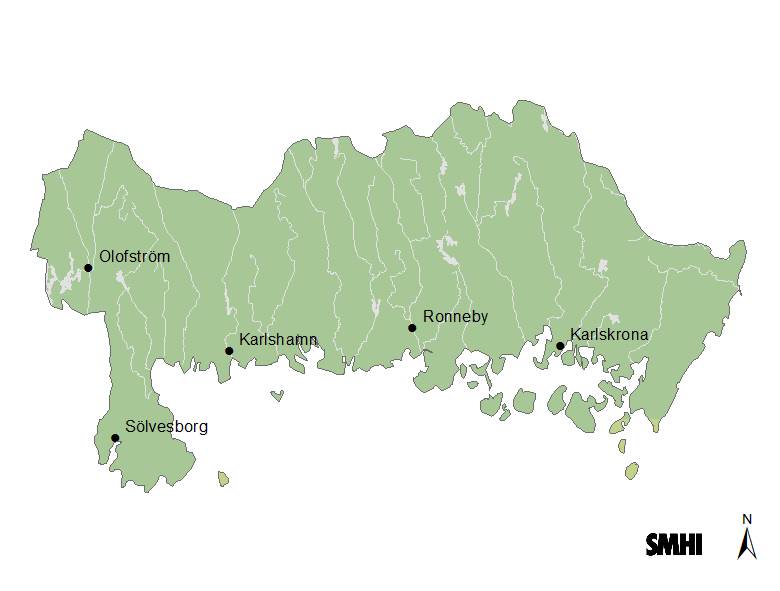 Olofström
Ronneby
Karlshamn
Karlskrona
Sölvesborg
N
SMHI